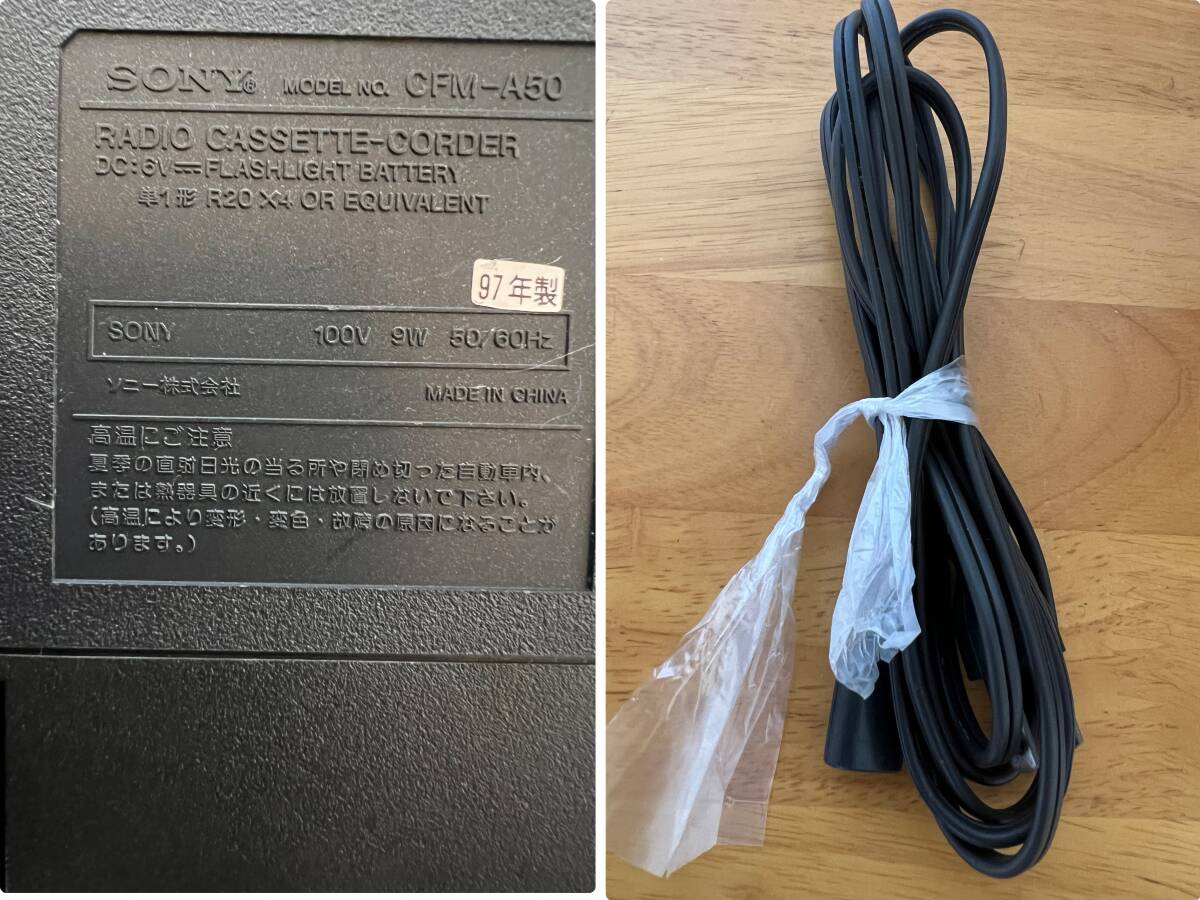 SONY® MODEL NO. CFM-A50
RADIO CASSETTE-CORDER
DC:6V⎓FLASHLIGHT BATTERY
単1形 R20 X4 OR EQUIVALENT
97年製
SONY 100V 9W 50/60Hz
ソニー株式会社 MADE IN CHINA
高温にご注意
夏季の直射日光の当る所や閉め切った自動車内、
または熱器具の近くには放置しないで下さい。
(高温により変形・変色・故障の原因になることが
あります。)